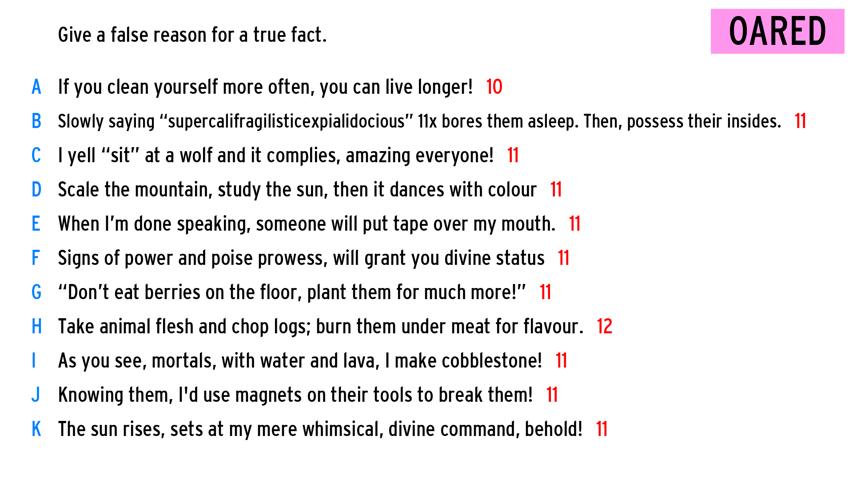 Give a false reason for a true fact.
OARED
A If you clean yourself more often, you can live longer! 10
B Slowly saying “supercalifragilisticexpialidocious” 11x bores them asleep. Then, possess their insides. 11
C I yell “sit” at a wolf and it complies, amazing everyone! 11
D Scale the mountain, study the sun, then it dances with colour 11
E When I’m done speaking, someone will put tape over my mouth. 11
F Signs of power and poise prowess, will grant you divine status 11
G “Don’t eat berries on the floor, plant them for much more!” 11
H Take animal flesh and chop logs; burn them under meat for flavour. 12
I As you see, mortals, with water and lava, I make cobblestone! 11
J Knowing them, I'd use magnets on their tools to break them! 11
K The sun rises, sets at my mere whimsical, divine command, behold! 11